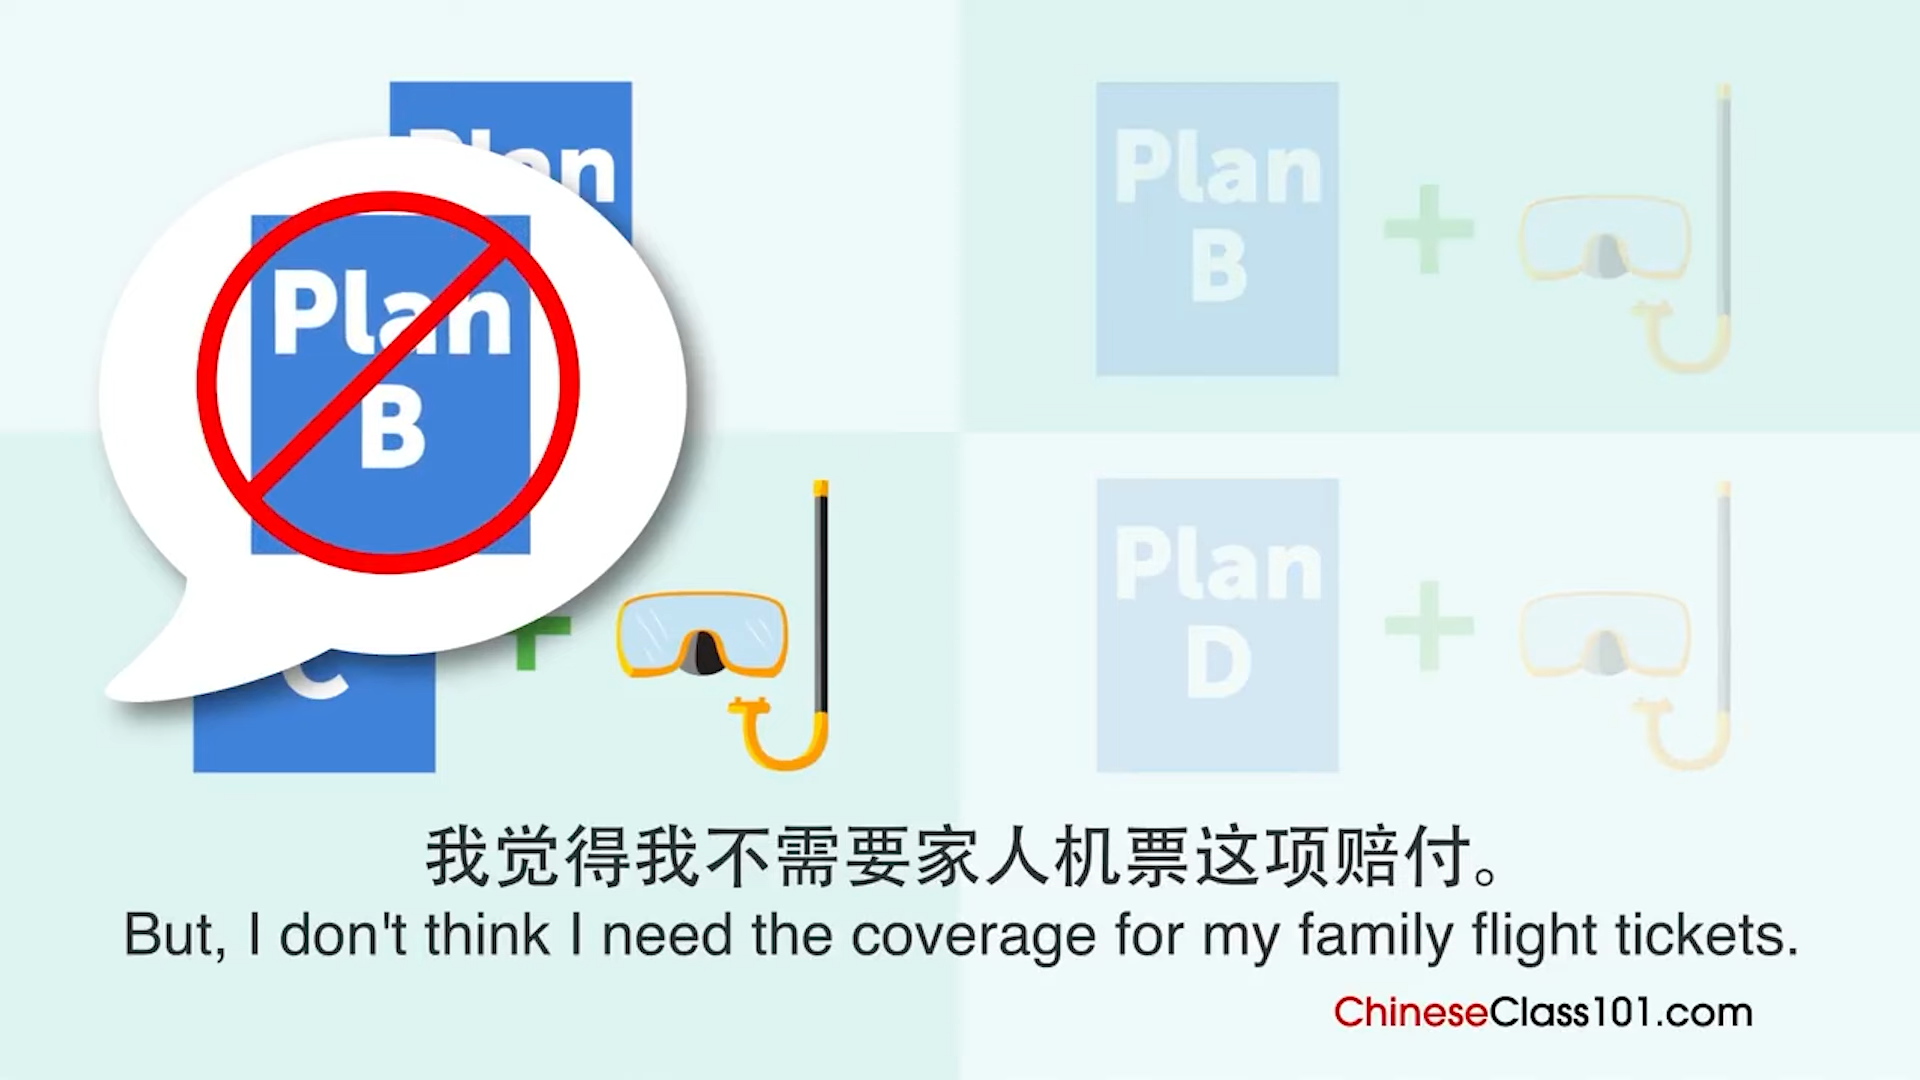 Plan
Plan
B
Plan
B
C
Plan
D
我觉得我不需要家人机票这项赔付。
But, I don't think I need the coverage for my family flight tickets.
ChineseClass101.com